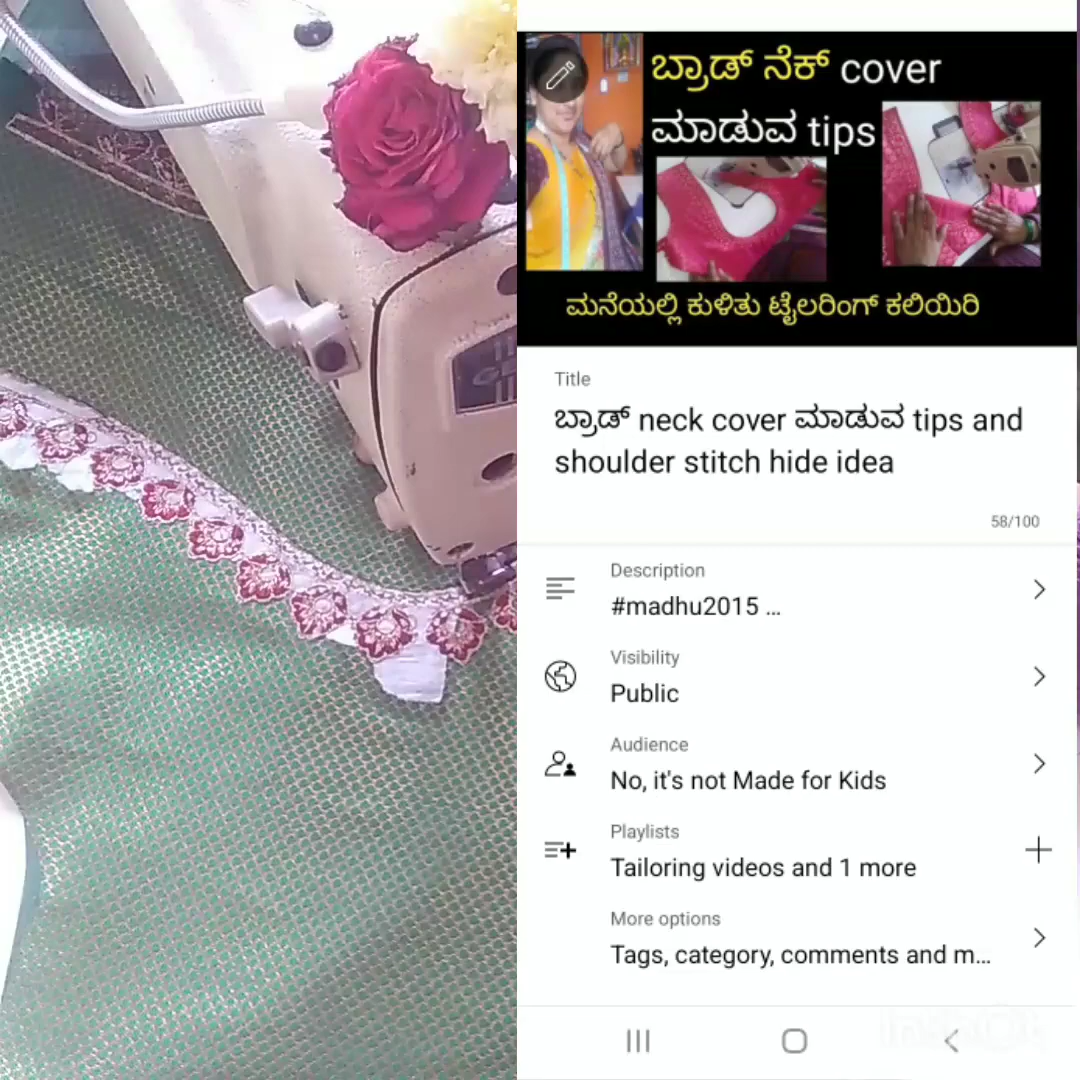 ಬ್ರಾಡ್ ನೆಕ್ cover
ಮಾಡುವ tips
ಮನೆಯಲ್ಲಿ ಕುಳಿತು ಟೈಲರಿಂಗ್ ಕಲಿಯಿರಿ
Title
ಬ್ರಾಡ್ neck cover ಮಾಡುವ tips and
shoulder stitch hide idea
58/100
Description
#madhu2015 ...
Visibility
Public
Audience
No, it's not Made for Kids
Playlists
Tailoring videos and 1 more
More options
Tags, category, comments and m...